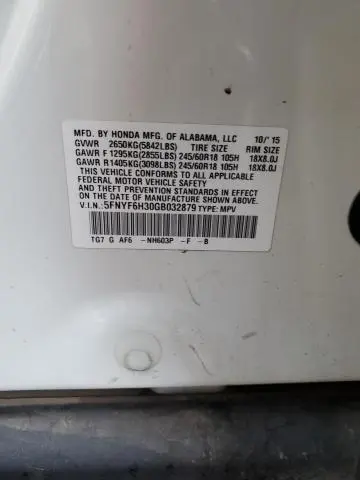 MFD. BY HONDA MFG. OF ALABAMA, LLC 10/'15
GVWR 2650KG(5842LBS) TIRE SIZE RIM SIZE
GAWR F 1295KG(2855LBS) 245/60R18 105H 18X8.0J
GAWR R 1405KG(3098LBS) 245/60R18 105H 18X8.0J
THIS VEHICLE CONFORMS TO ALL APPLICABLE
FEDERAL MOTOR VEHICLE SAFETY AND
THEFT PREVENTION STANDARDS IN EFFECT ON
THE DATE OF MANUFACTURE SHOWN ABOVE.
V.I.N.: 5FNYF6H30GB032879 TYPE: MPV
TG7 G AF6 -NH603P -F -B